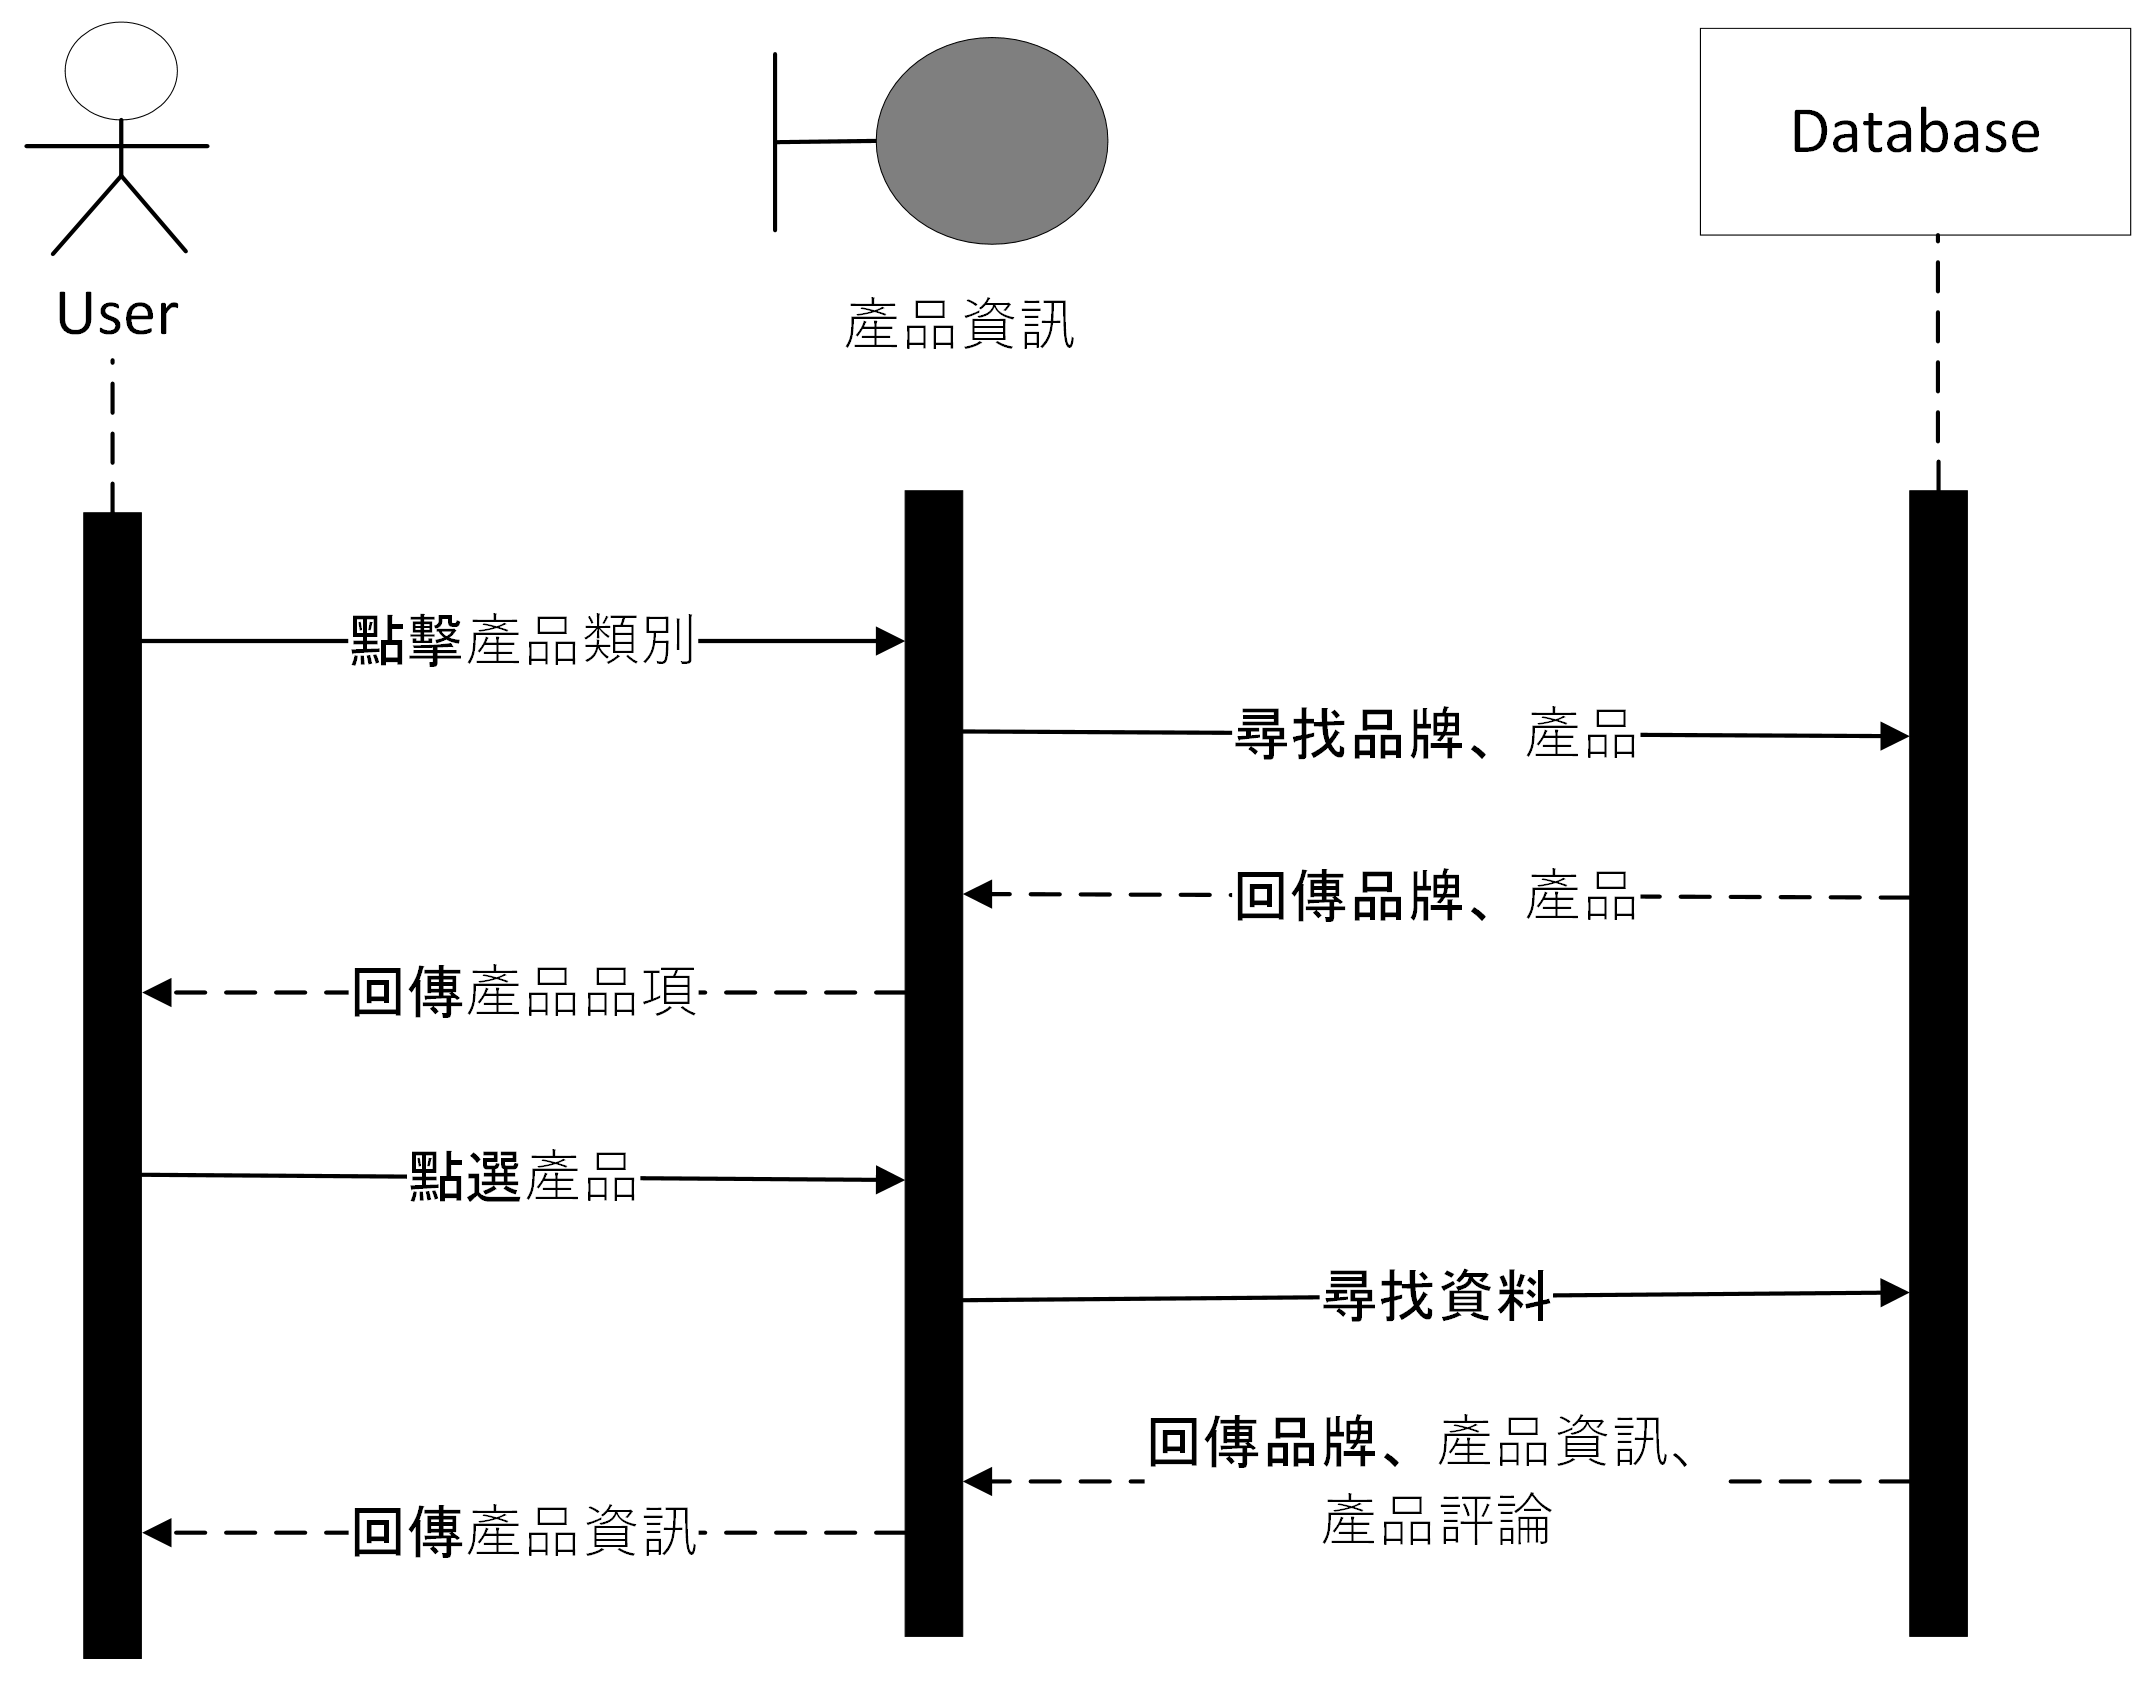 User
產品資訊
Database
點擊產品類別
尋找品牌、產品
回傳品牌、產品
回傳產品品項
點選產品
尋找資料
回傳品牌、產品資訊、
產品評論
回傳產品資訊